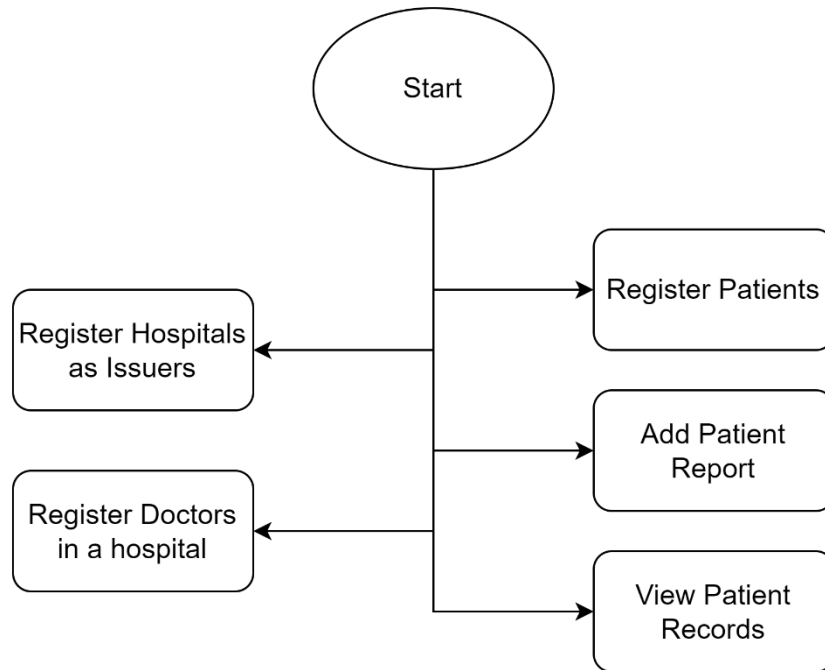 Start
Register Patients
Register Hospitals
as Issuers
Add Patient
Report
Register Doctors
in a hospital
View Patient
Records